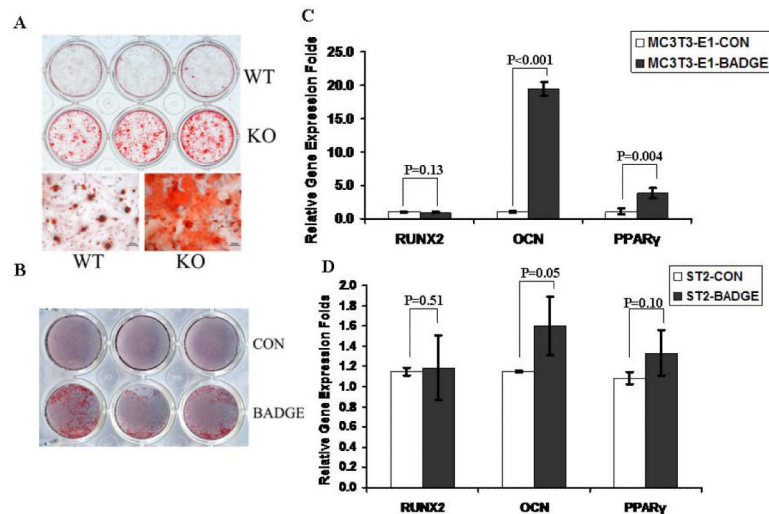 A
WT
KO
WT
KO
B
CON
BADGE
C
MC3T3-E1-CON
MC3T3-E1-BADGE
Relative Gene Expression Folds
25.0
20.0
15.0
10.0
5.0
0.0
P=0.13
P<0.001
P=0.004
RUNX2
OCN
PPARγ
D
ST2-CON
ST2-BADGE
Relative Gene Expression Folds
2.0
1.8
1.6
1.4
1.2
1.0
0.8
0.6
0.4
0.2
0.0
P=0.51
P=0.05
P=0.10
RUNX2
OCN
PPARγ